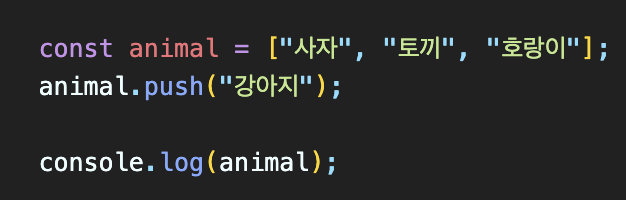 const animal = ["사자", "토끼", "호랑이"];
animal.push("강아지");
console.log(animal);